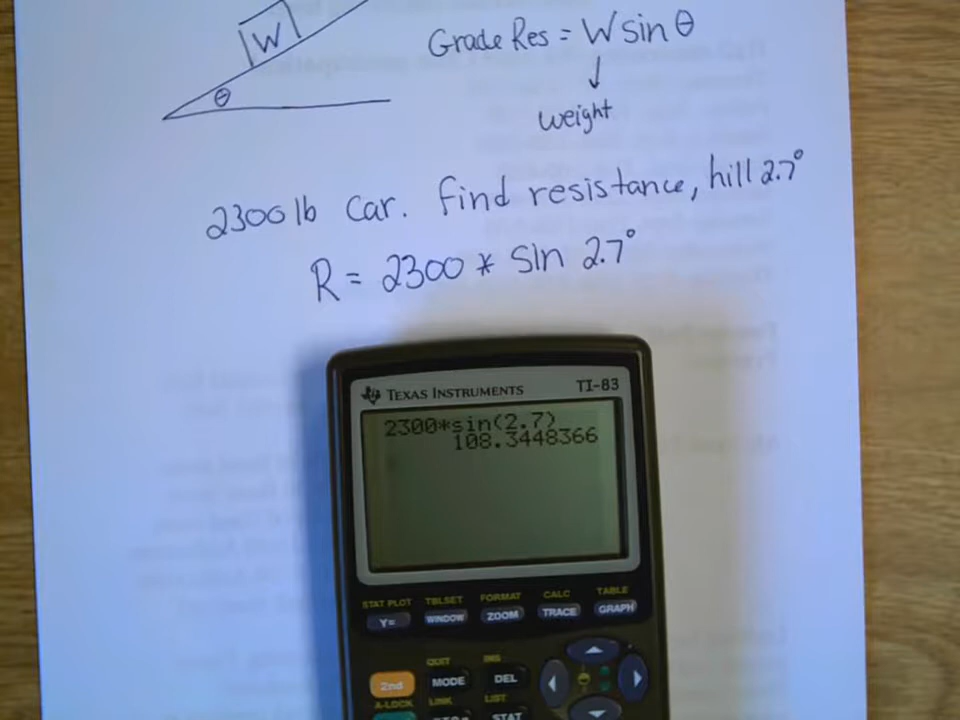 W
Grade Res = W sin θ
θ
weight
2300 lb car. Find resistance, hill 2.7°
R = 2300 * sin 2.7°
TEXAS INSTRUMENTS TI-83
2300*sin(2.7)
108.3448366
STAT PLOT TBLSET FORMAT CALC TABLE
Y= WINDOW ZOOM TRACE GRAPH
QUIT INS
2nd MODE DEL
A-LOCK LINK LIST
STAT